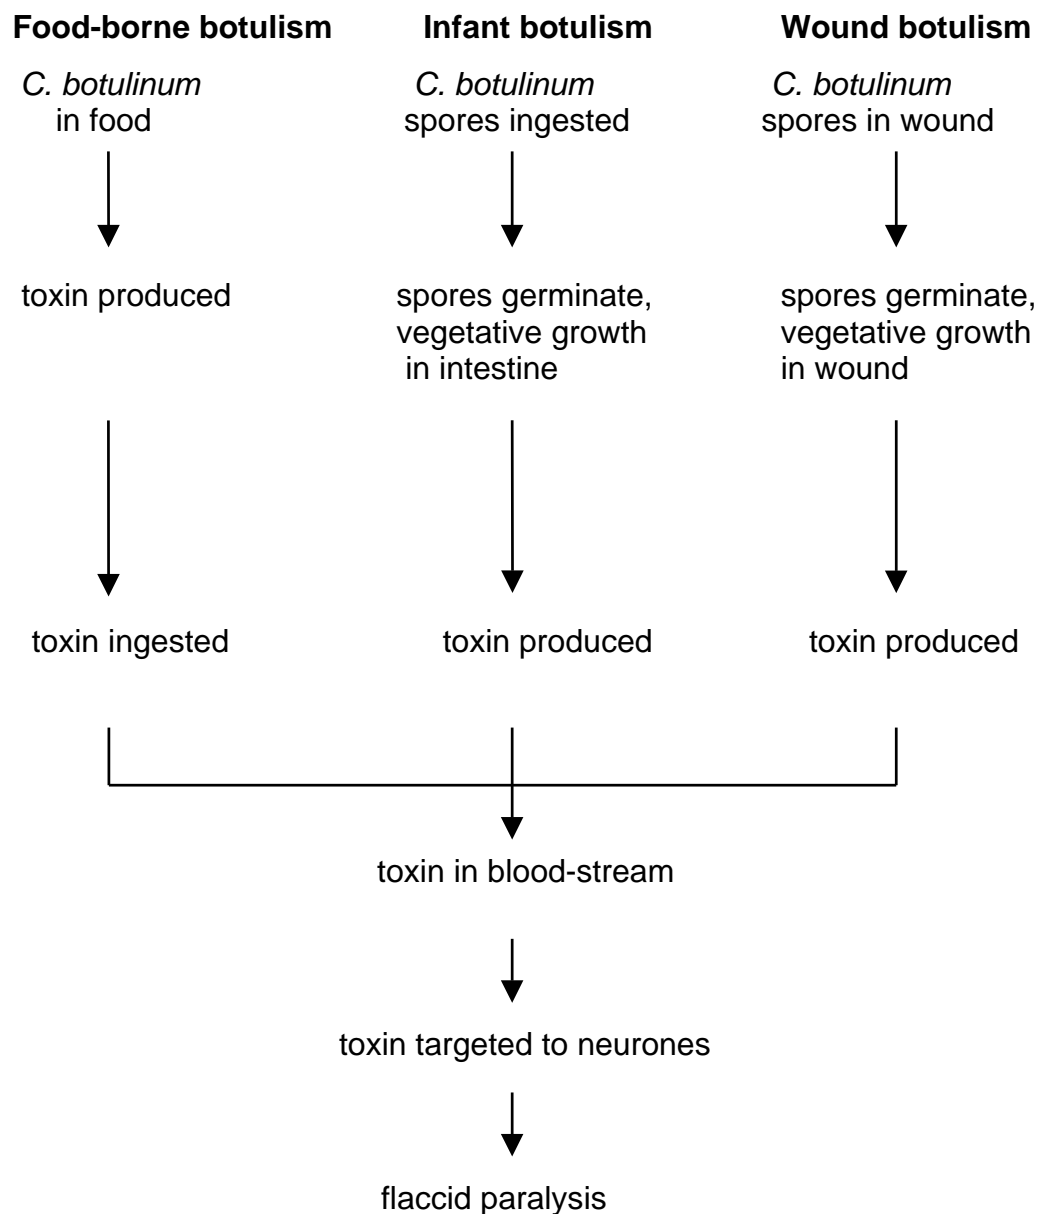 Food-borne botulism
C. botulinum
in food
toxin produced
toxin ingested
Infant botulism
C. botulinum
spores ingested
spores germinate,
vegetative growth
in intestine
toxin produced
Wound botulism
C. botulinum
spores in wound
spores germinate,
vegetative growth
in wound
toxin produced
toxin in blood-stream
toxin targeted to neurones
flaccid paralysis